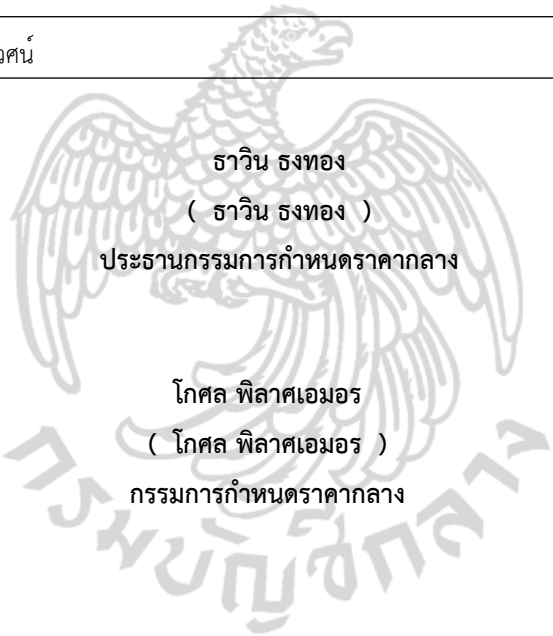 วศน์
ธาวิน ธงทอง
( ธาวิน ธงทอง )
ประธานกรรมการกำหนดราคากลาง
โกศล พิลาศเอมอร
( โกศล พิลาศเอมอร )
กรรมการกำหนดราคากลาง
กรมบัญชีกลาง